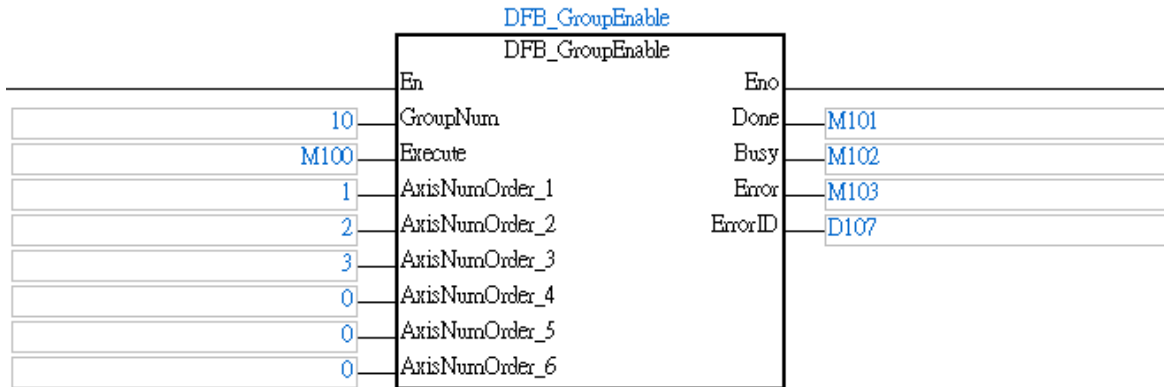 DFB_GroupEnable
DFB_GroupEnable
En Eno
10 GroupNum Done M101
M100 Execute Busy M102
1 AxisNumOrder_1 Error M103
2 AxisNumOrder_2 ErrorID D107
3 AxisNumOrder_3
0 AxisNumOrder_4
0 AxisNumOrder_5
0 AxisNumOrder_6